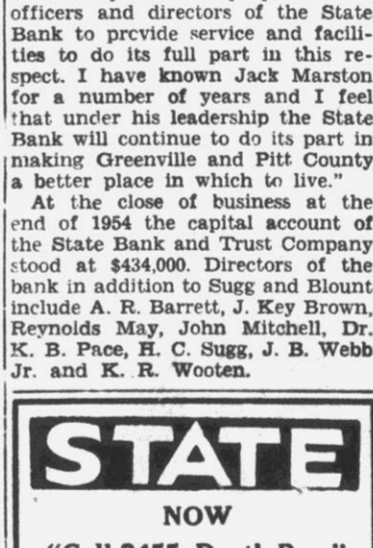 officers and directors of the State
Bank to prcvide service and facili-
ties to do its full part in this re-
spect. I have known Jack Marston
for a number of years and I feel
that under his leadership the State
Bank will continue to do its part in
making Greenville and Pitt County
a better place in which to live."
At the close of business at the
end of 1954 the capital account of
the State Bank and Trust Company
stood at $434,000. Directors of the
bank in addition to Sugg and Blount
include A. R. Barrett, J. Key Brown,
Reynolds May, John Mitchell, Dr.
K. B. Pace, H. C. Sugg, J. B. Webb
Jr. and K. R. Wooten.
STATE
NOW